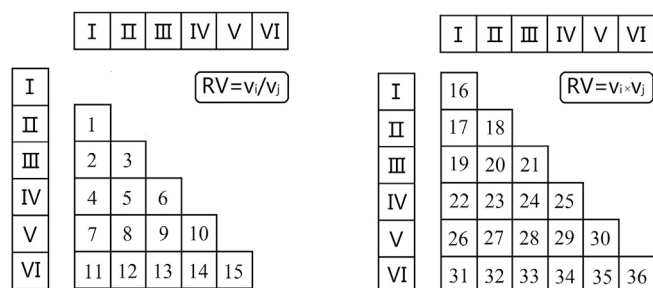 I II III IV V VI
I RV=vi/vj
II 1
III 2 3
IV 4 5 6
V 7 8 9 10
VI 11 12 13 14 15
I II III IV V VI
I 16 RV=vi×vj
II 17 18
III 19 20 21
IV 22 23 24 25
V 26 27 28 29 30
VI 31 32 33 34 35 36